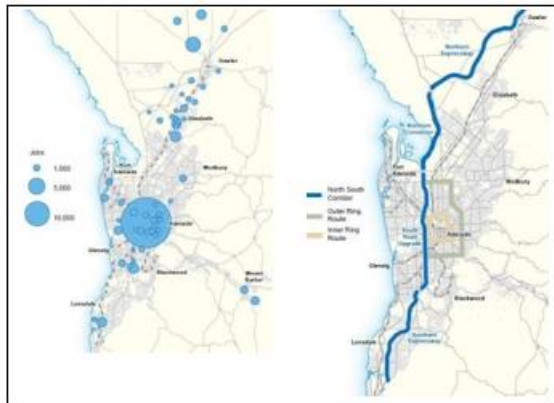 Gawler
Elizabeth
Jobs
1,000
5,000
10,000
Port
Adelaide
Modbury
Adelaide
Glenelg
Blackwood
Mount
Barker
Lonsdale
Gawler
Northern
Expressway
Elizabeth
Northern
Connector
Port
Adelaide
Modbury
North South
Corridor
Outer Ring
Route
Inner Ring
Route
South
Road
Upgrade
Adelaide
Glenelg
Blackwood
Lonsdale
Southern
Expressway